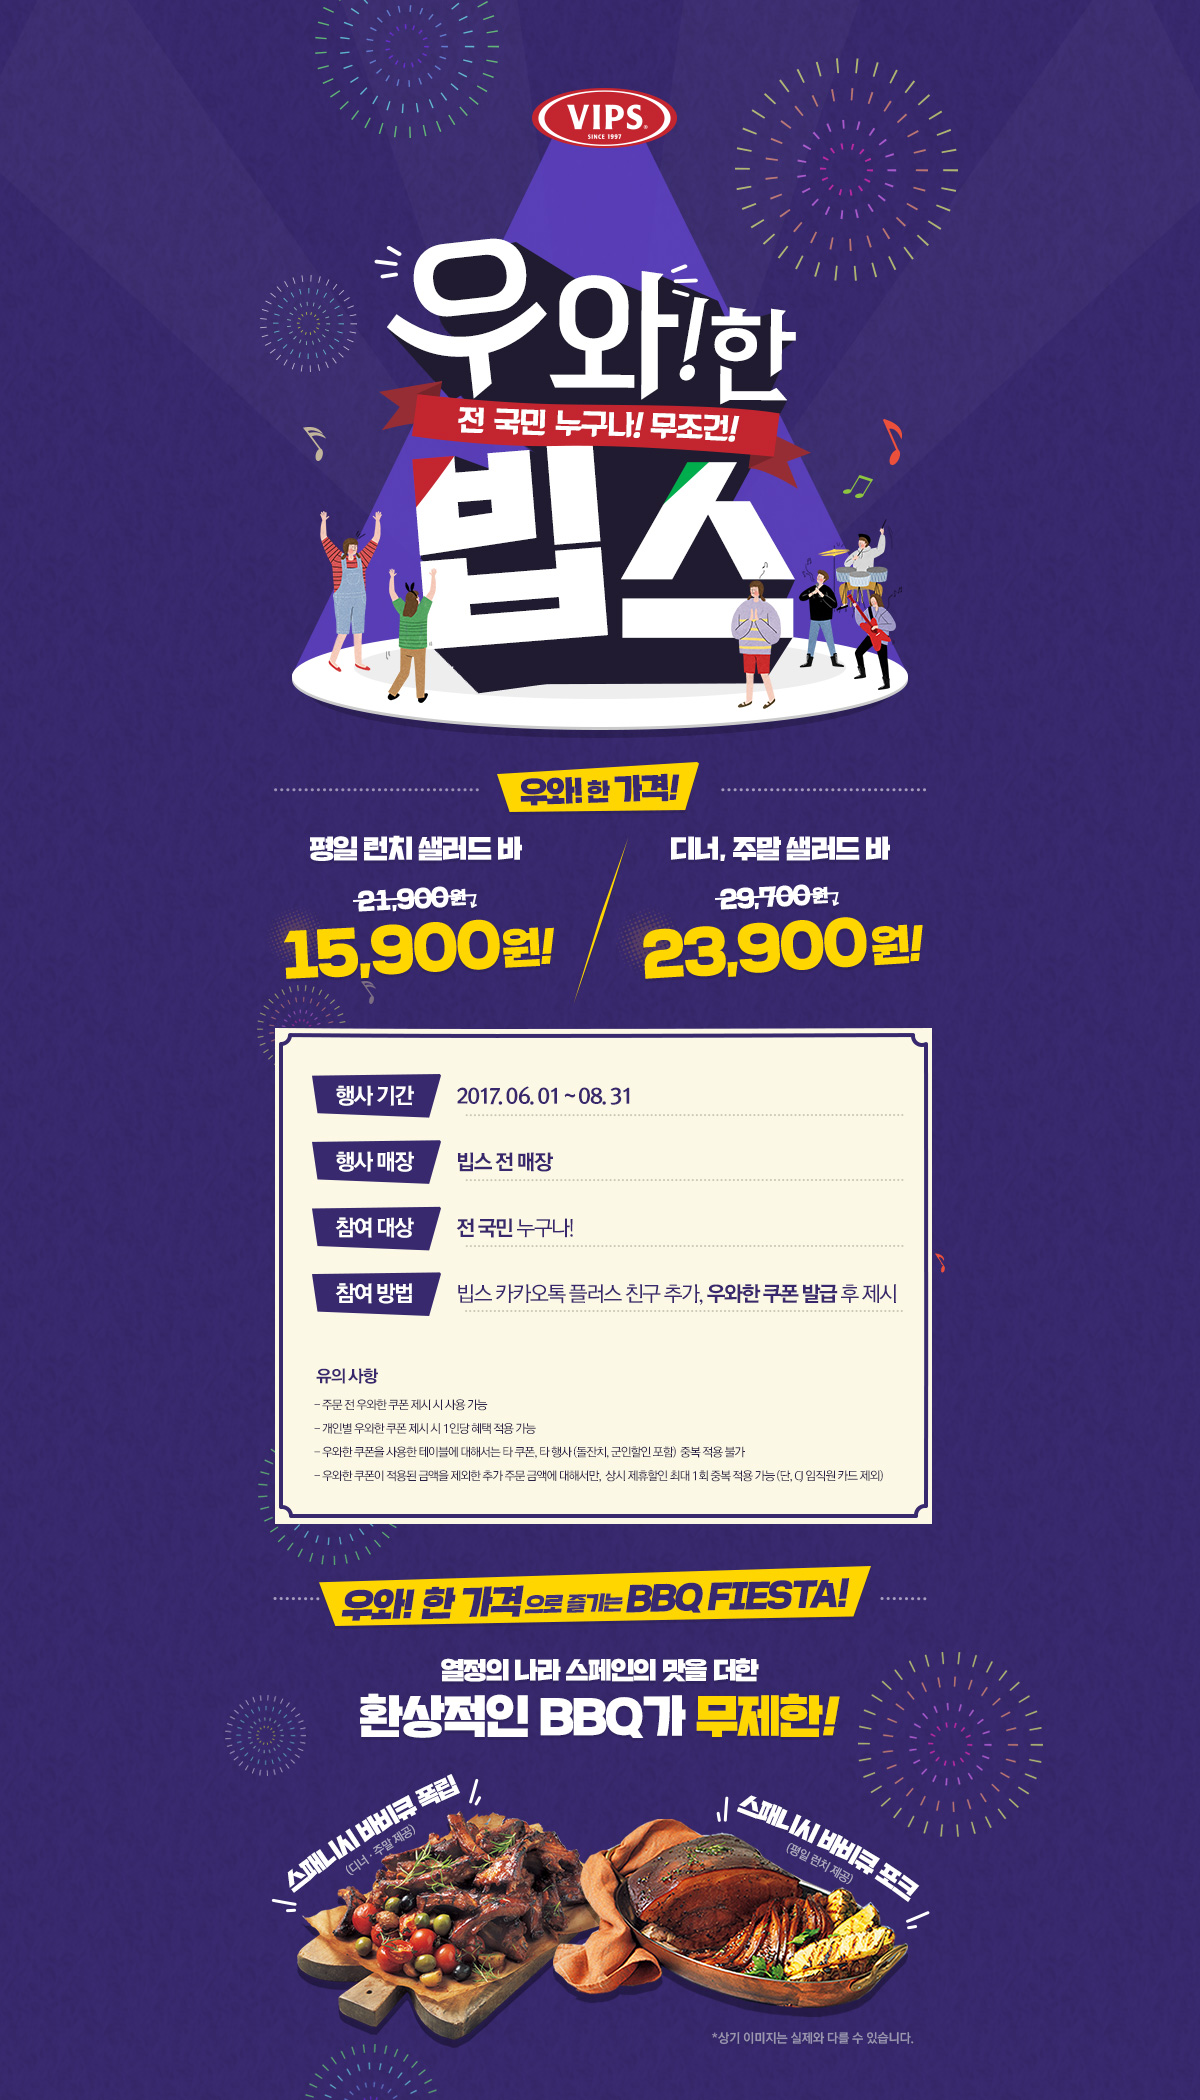 VIPS
SINCE 1997
우와!한
전 국민 누구나! 무조건!
빕스
우와! 한 가격!
평일 런치 샐러드 바
21,900원
15,900원!
디너, 주말 샐러드 바
29,700원
23,900원!
행사 기간 2017. 06. 01 ~ 08. 31
행사 매장 빕스 전 매장
참여 대상 전 국민 누구나!
참여 방법 빕스 카카오톡 플러스 친구 추가, 우와한 쿠폰 발급 후 제시
유의 사항
- 주문 전 우와한 쿠폰 제시 시 사용 가능
- 개인별 우와한 쿠폰 제시 시 1인당 혜택 적용 가능
- 우와한 쿠폰을 사용한 테이블에 대해서는 타 쿠폰, 타 행사 (돌잔치, 군인할인 포함) 중복 적용 불가
- 우와한 쿠폰이 적용된 금액을 제외한 추가 주문 금액에 대해서만, 상시 제휴할인 최대 1회 중복 적용 가능 (단, CJ 임직원 카드 제외)
우와! 한 가격으로 즐기는 BBQ FIESTA!
열정의 나라 스페인의 맛을 더한
환상적인 BBQ가 무제한!
스패니시 바비큐 폭립
(디너 · 주말 제공)
스패니시 바비큐 포크
(평일 런치 제공)
*상기 이미지는 실제와 다를 수 있습니다.